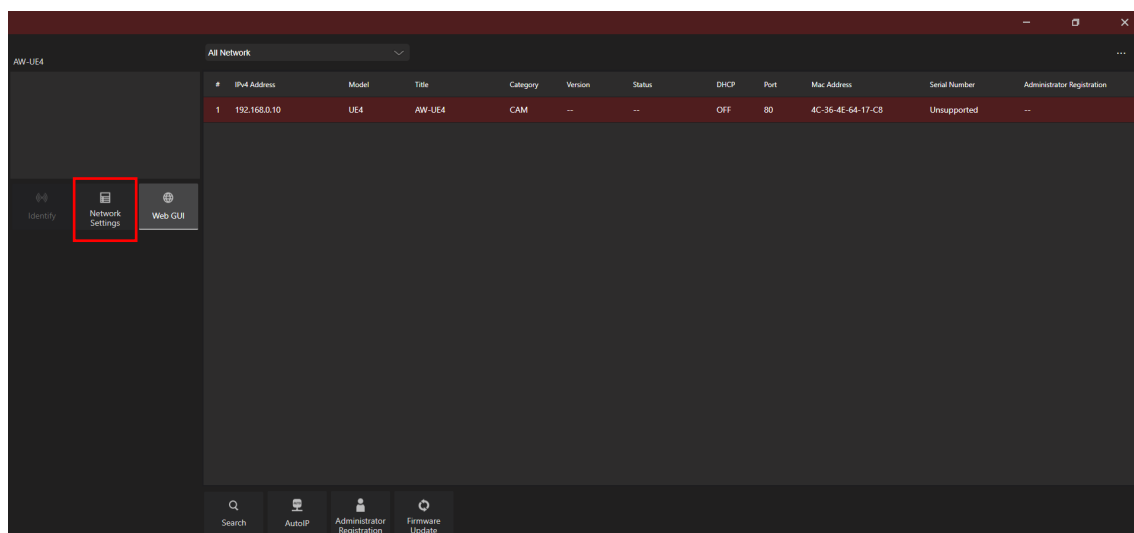 AW-UE4
All Network
...
# IPv4 Address Model Title Category Version Status DHCP Port Mac Address Serial Number Administrator Registration
1 192.168.0.10 UE4 AW-UE4 CAM -- -- OFF 80 4C-36-4E-64-17-C8 Unsupported --
Identify
Network
Settings
Web GUI
Search
AutoIP
Administrator
Registration
Firmware
Update